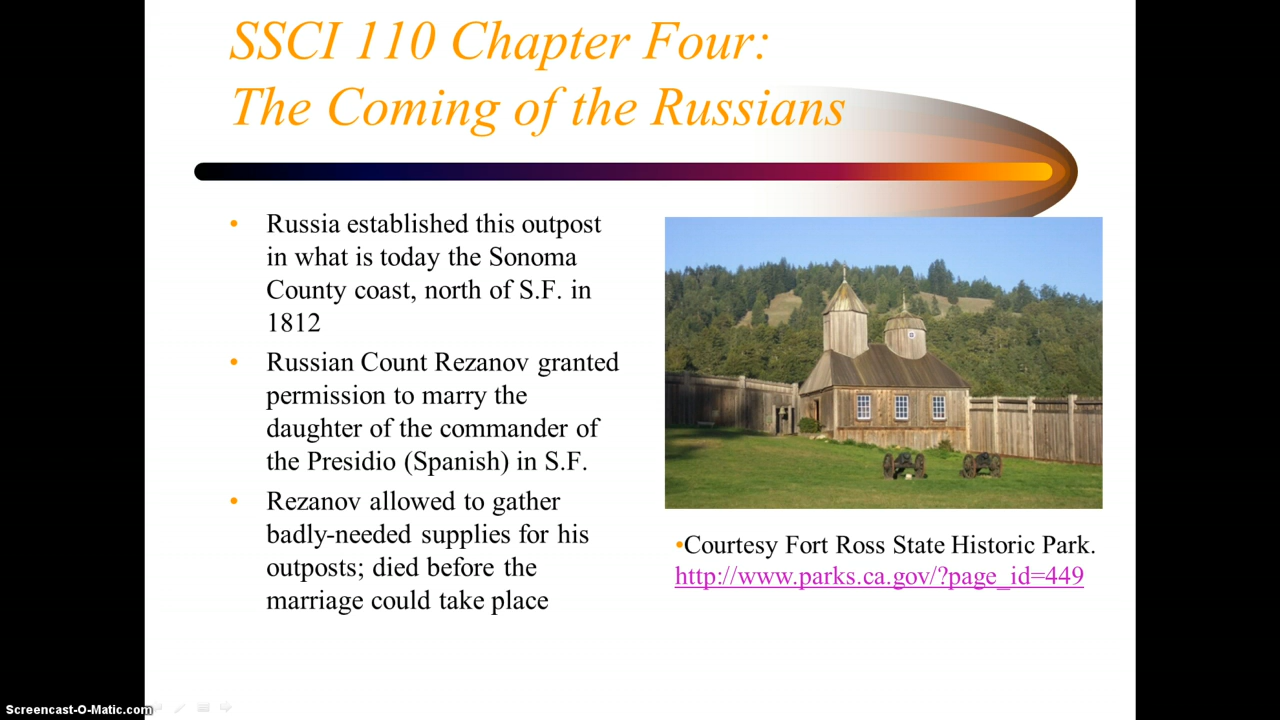 SSCI 110 Chapter Four:
The Coming of the Russians
• Russia established this outpost
in what is today the Sonoma
County coast, north of S.F. in
1812
• Russian Count Rezanov granted
permission to marry the
daughter of the commander of
the Presidio (Spanish) in S.F.
• Rezanov allowed to gather
badly-needed supplies for his
outposts; died before the
marriage could take place
•Courtesy Fort Ross State Historic Park.
http://www.parks.ca.gov/?page_id=449
Screencast-O-Matic.com